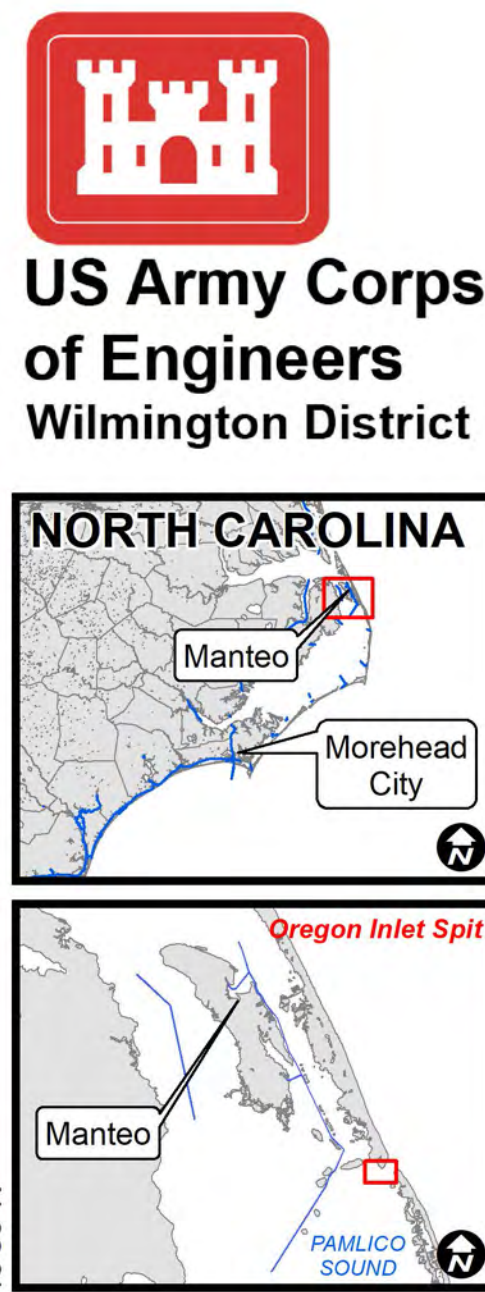 US Army Corps
of Engineers
Wilmington District
NORTH CAROLINA
Manteo
Morehead
City
N
Oregon Inlet Spit
Manteo
PAMLICO
SOUND
N